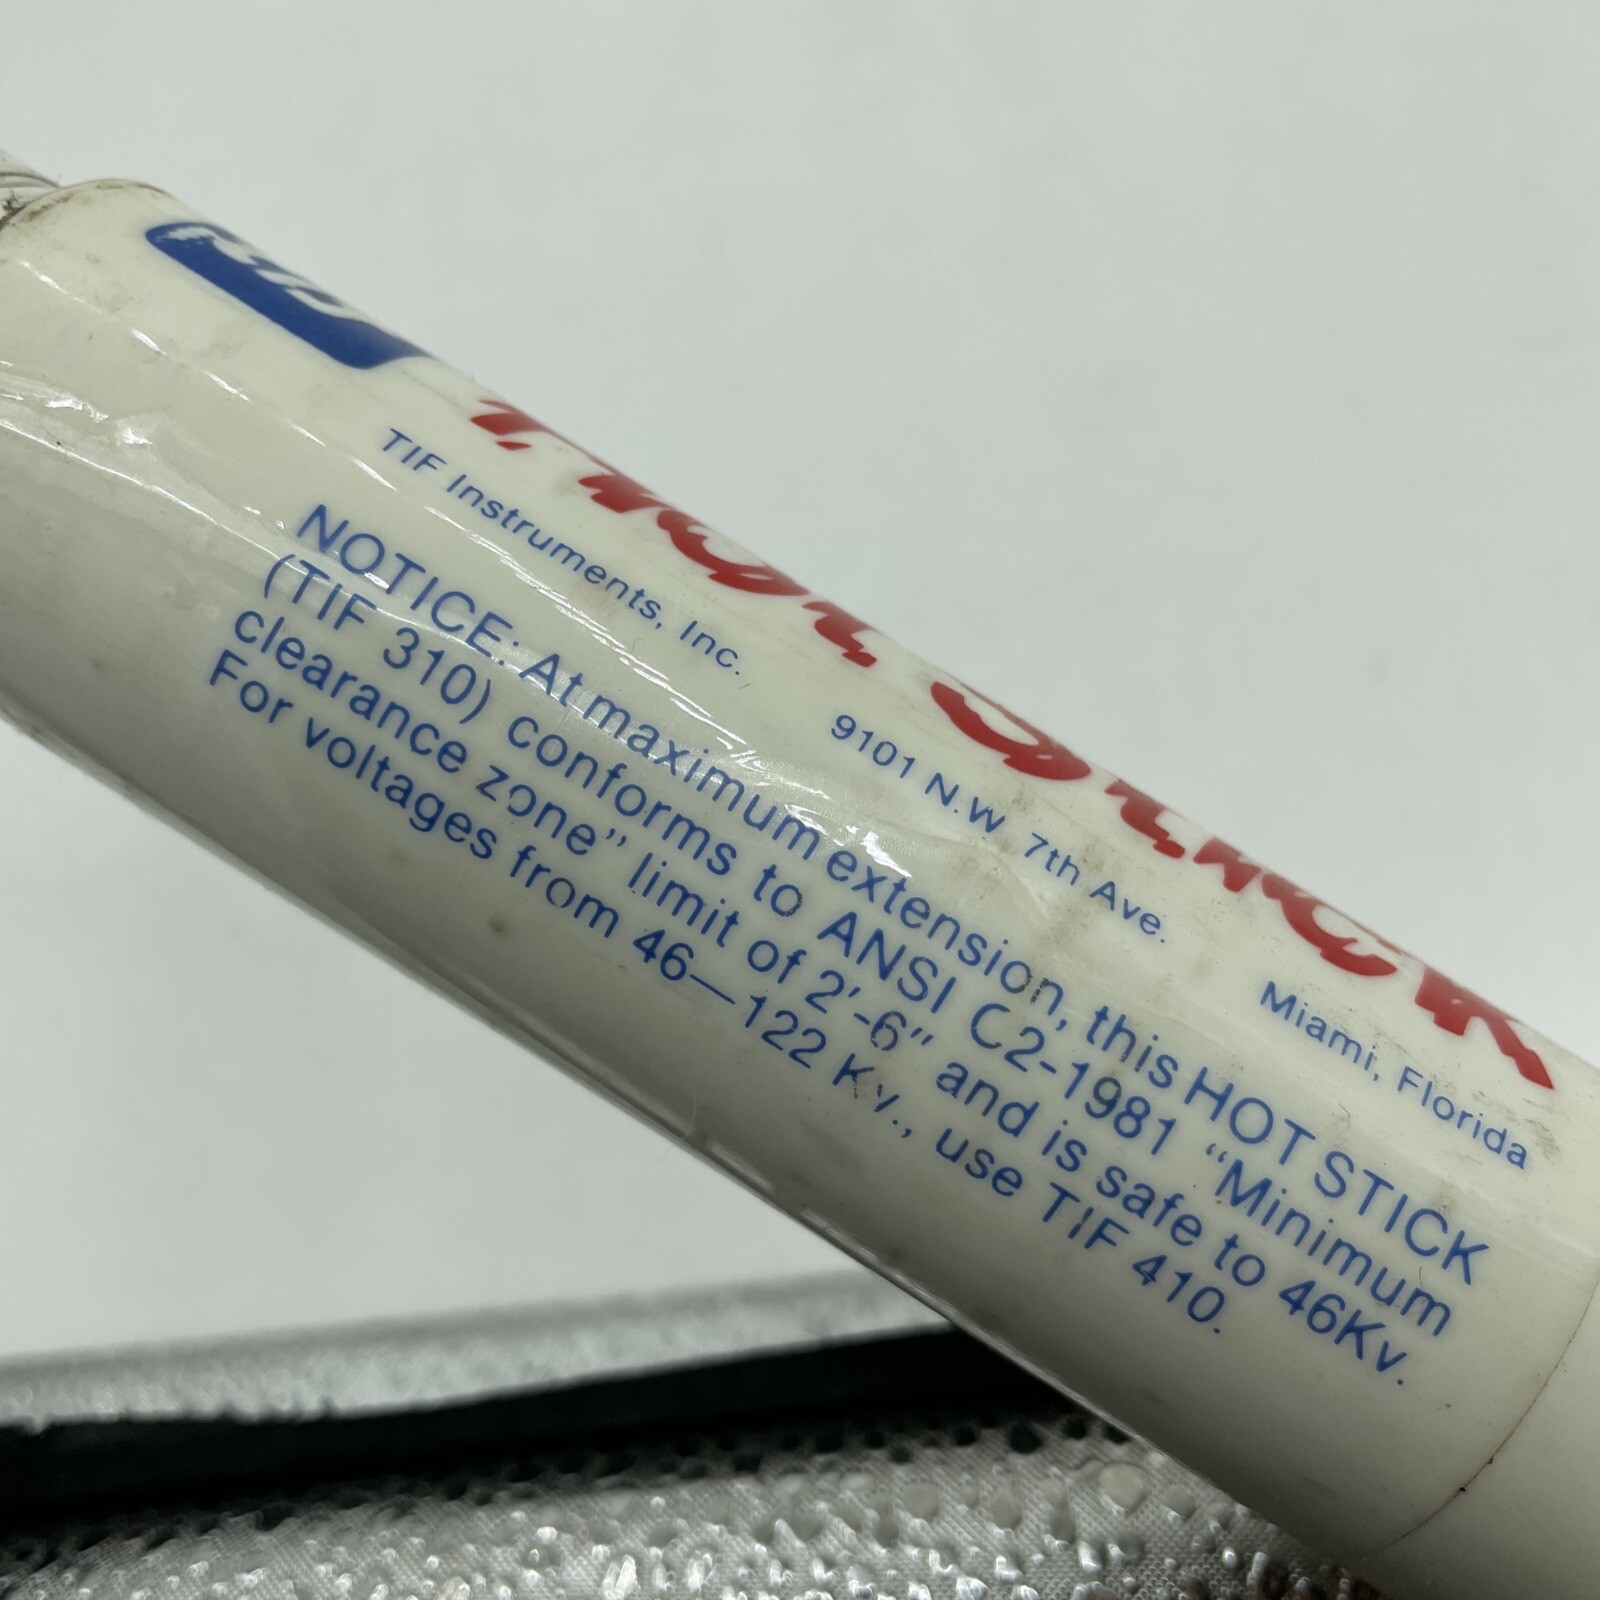 TIF Instruments, Inc. 9101 N.W 7th Ave. Miami, Florida
NOTICE: At maximum extension, this HOT STICK
(TIF 310) conforms to ANSI C2-1981 “Minimum
clearance zone” limit of 2'-6" and is safe to 46Kv.
For voltages from 46—122 Kv., use TIF 410.